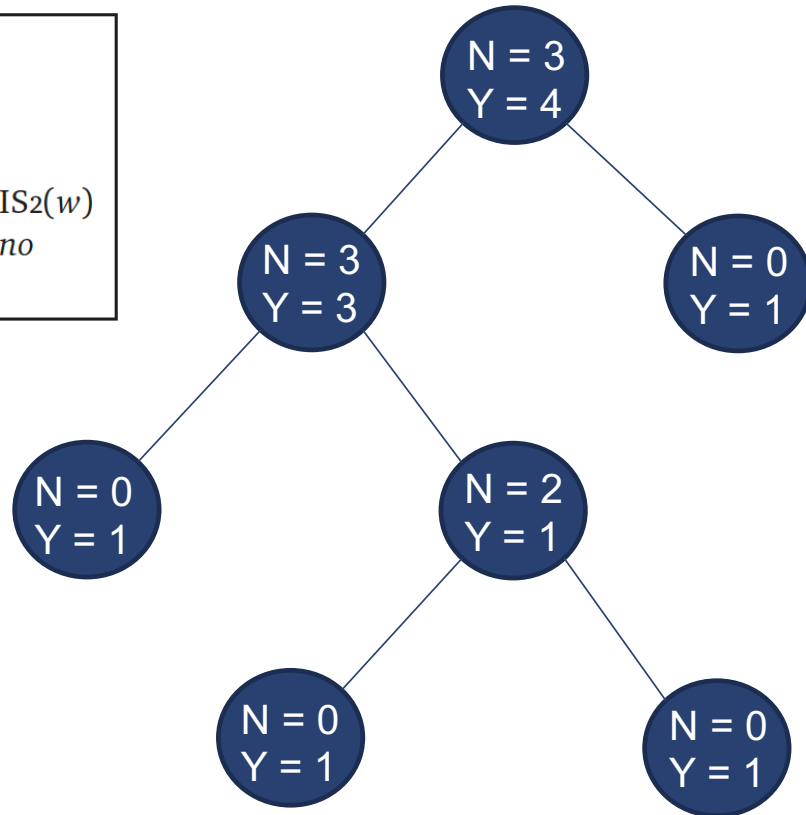 IS2(w)
no
N = 3
Y = 4
N = 3
Y = 3
N = 0
Y = 1
N = 0
Y = 1
N = 2
Y = 1
N = 0
Y = 1
N = 0
Y = 1